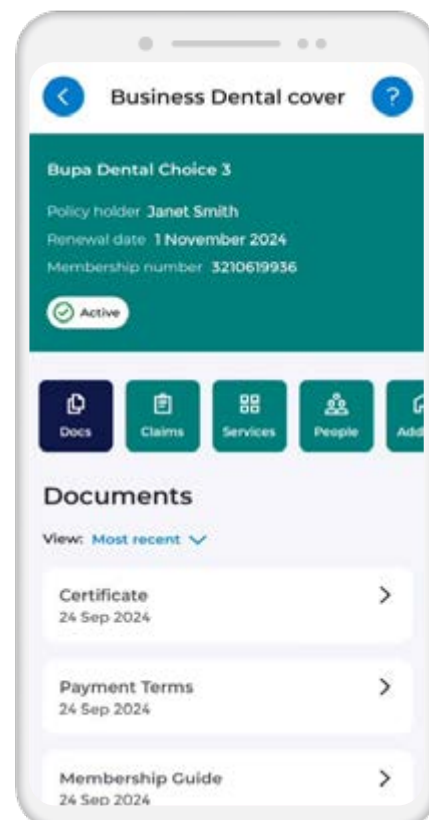 Business Dental cover ?
Bupa Dental Choice 3
Policy holder Janet Smith
Renewal date 1 November 2024
Membership number 3210619936
Active
Docs Claims Services People Add
Documents
View: Most recent
Certificate
24 Sep 2024
Payment Terms
24 Sep 2024
Membership Guide
24 Sep 2024